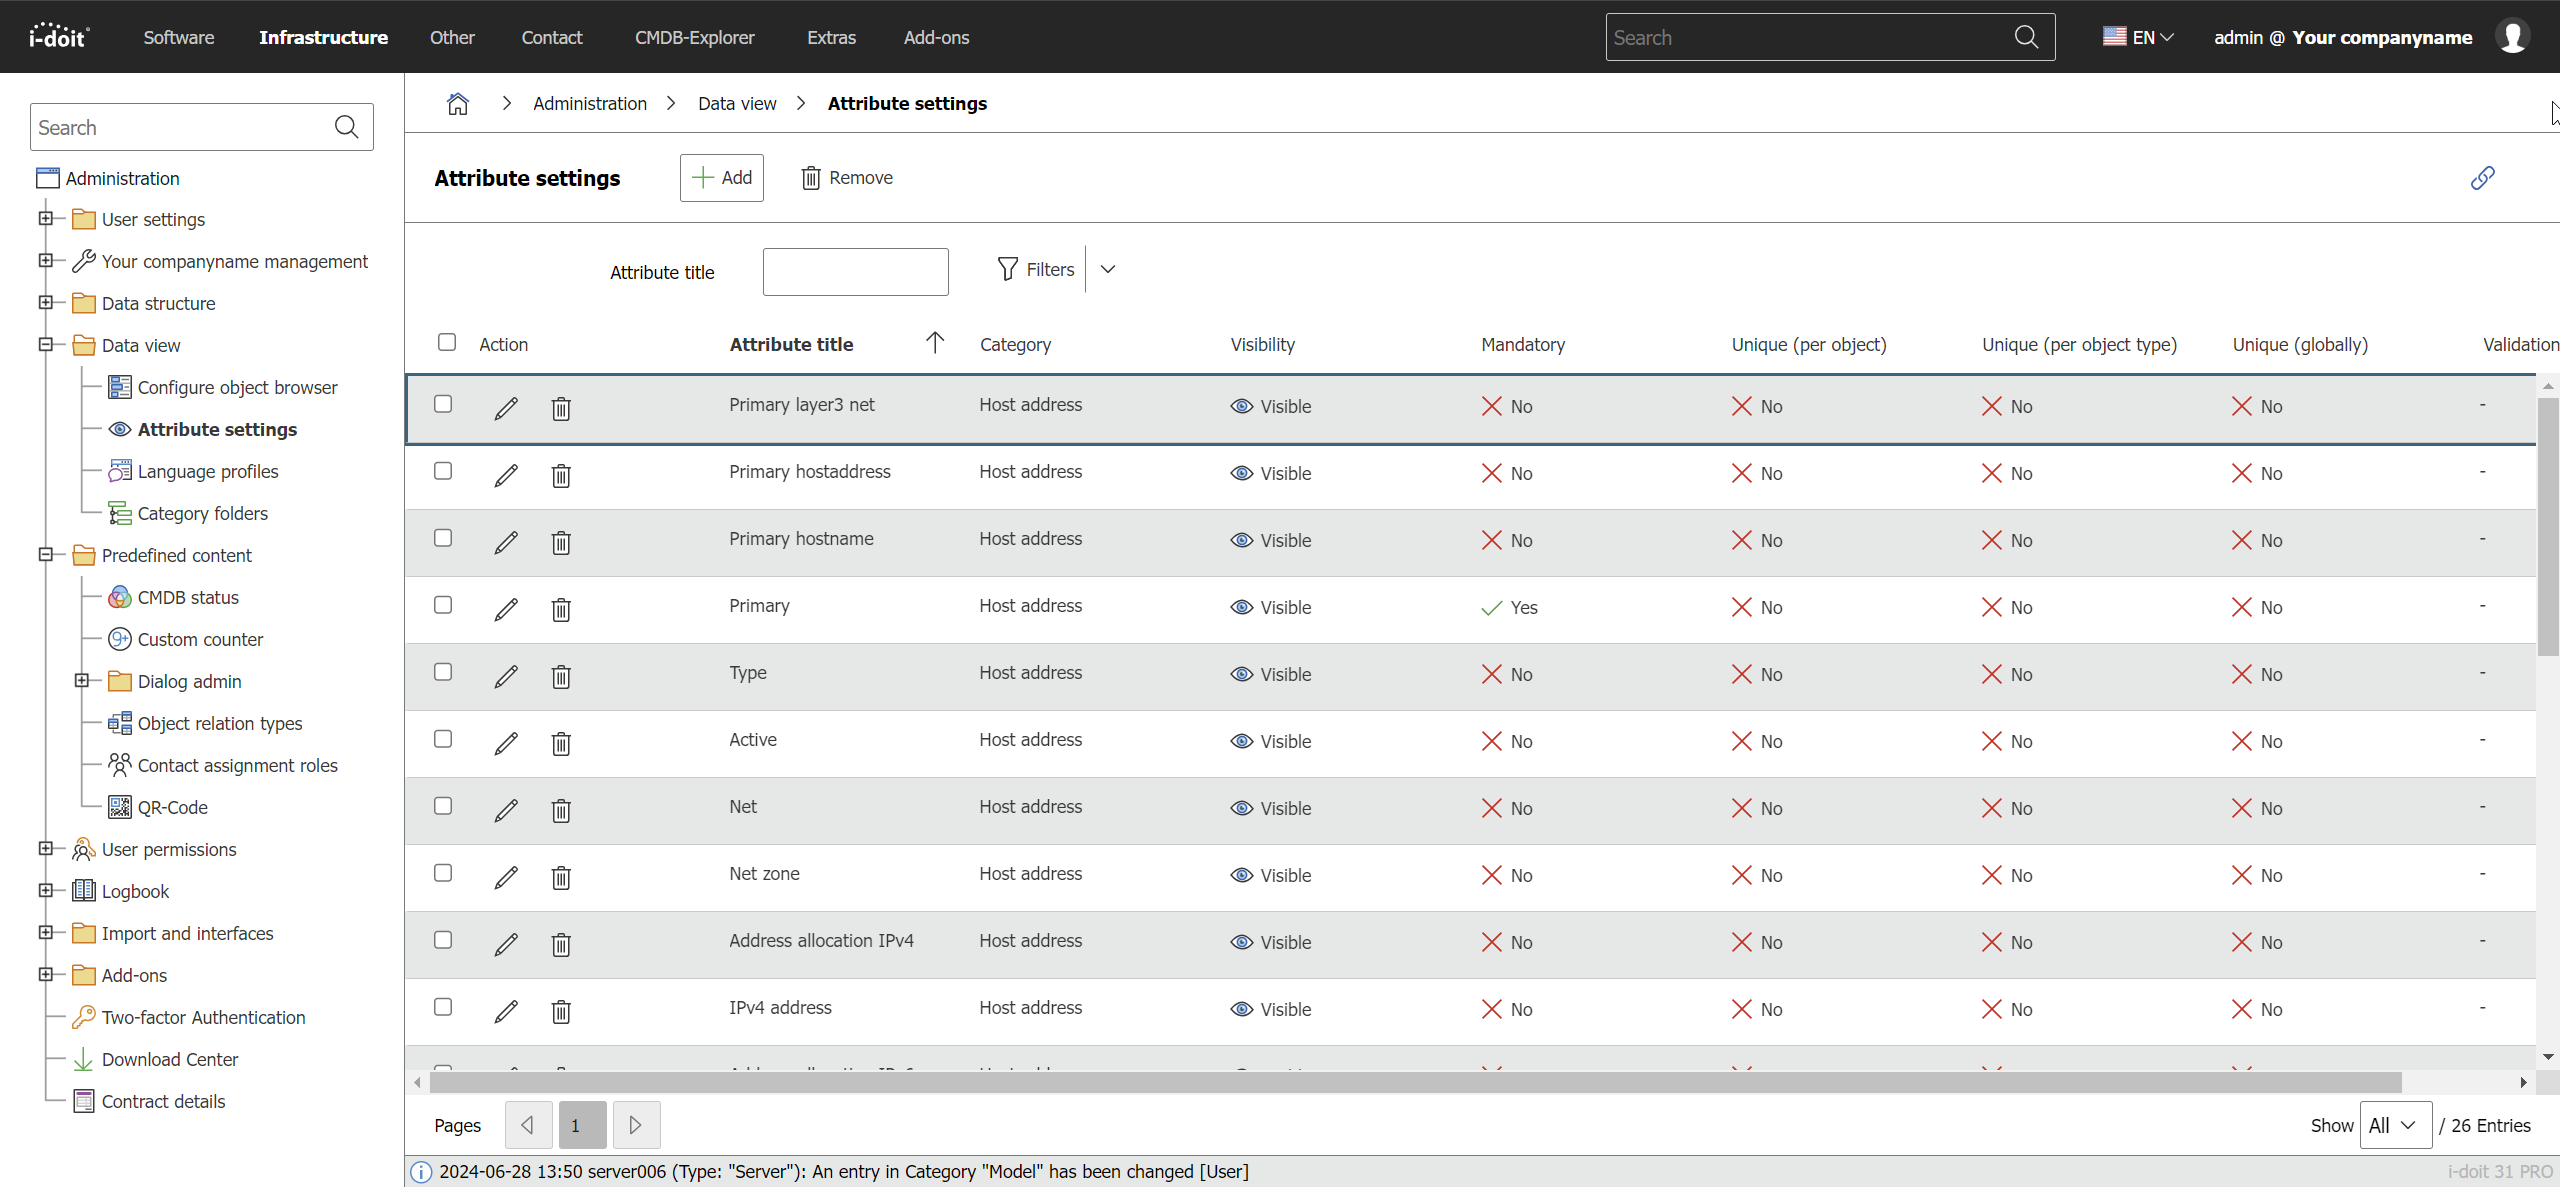 i-doit Software Infrastructure Other Contact CMDB-Explorer Extras Add-ons Search EN admin @ Your companyname
Search
Administration
User settings
Your companyname management
Data structure
Data view
Configure object browser
Attribute settings
Language profiles
Category folders
Predefined content
CMDB status
9+ Custom counter
Dialog admin
Object relation types
Contact assignment roles
QR-Code
User permissions
Logbook
Import and interfaces
Add-ons
Two-factor Authentication
Download Center
Contract details
Administration Data view Attribute settings
Attribute settings Add Remove
Attribute title Filters
Action Attribute title Category Visibility Mandatory Unique (per object) Unique (per object type) Unique (globally) Validation
Primary layer3 net Host address Visible No No No No -
Primary hostaddress Host address Visible No No No No -
Primary hostname Host address Visible No No No No -
Primary Host address Visible Yes No No No -
Type Host address Visible No No No No -
Active Host address Visible No No No No -
Net Host address Visible No No No No -
Net zone Host address Visible No No No No -
Address allocation IPv4 Host address Visible No No No No -
IPv4 address Host address Visible No No No No -
Pages 1 Show All / 26 Entries
2024-06-28 13:50 server006 (Type: "Server"): An entry in Category "Model" has been changed [User] i-doit 31 PRO